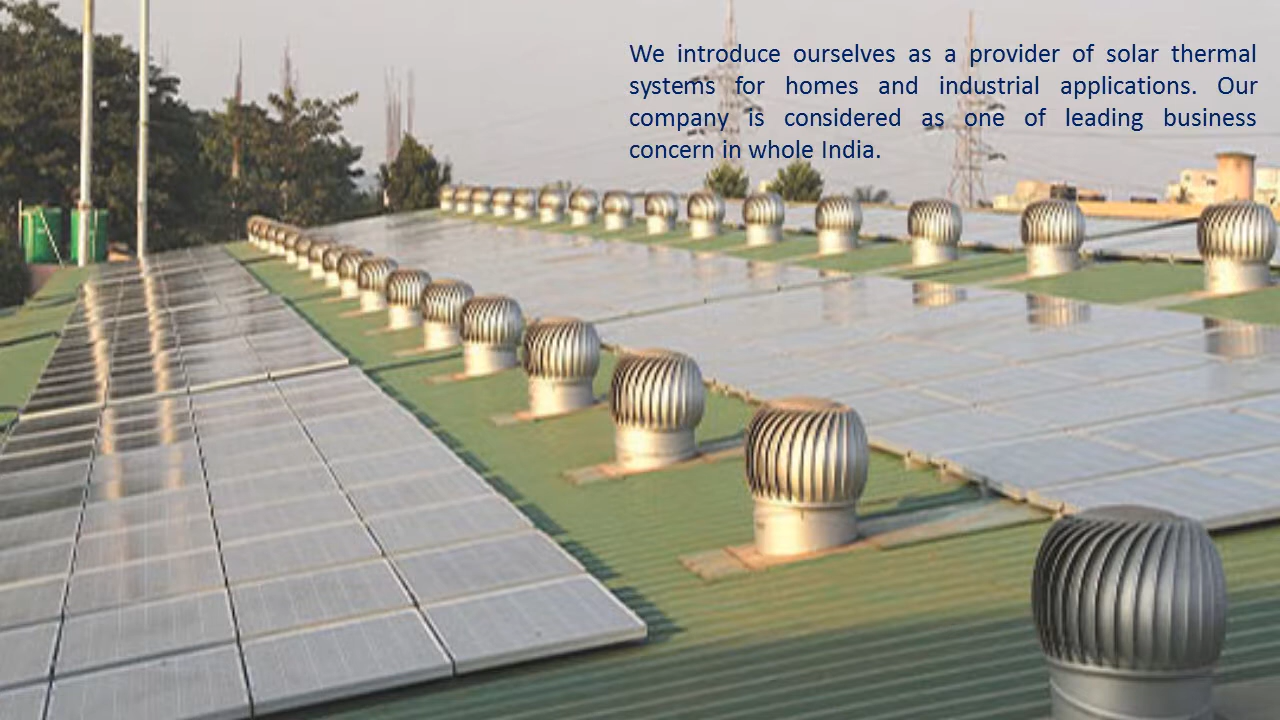 We introduce ourselves as a provider of solar thermal
systems for homes and industrial applications. Our
company is considered as one of leading business
concern in whole India.